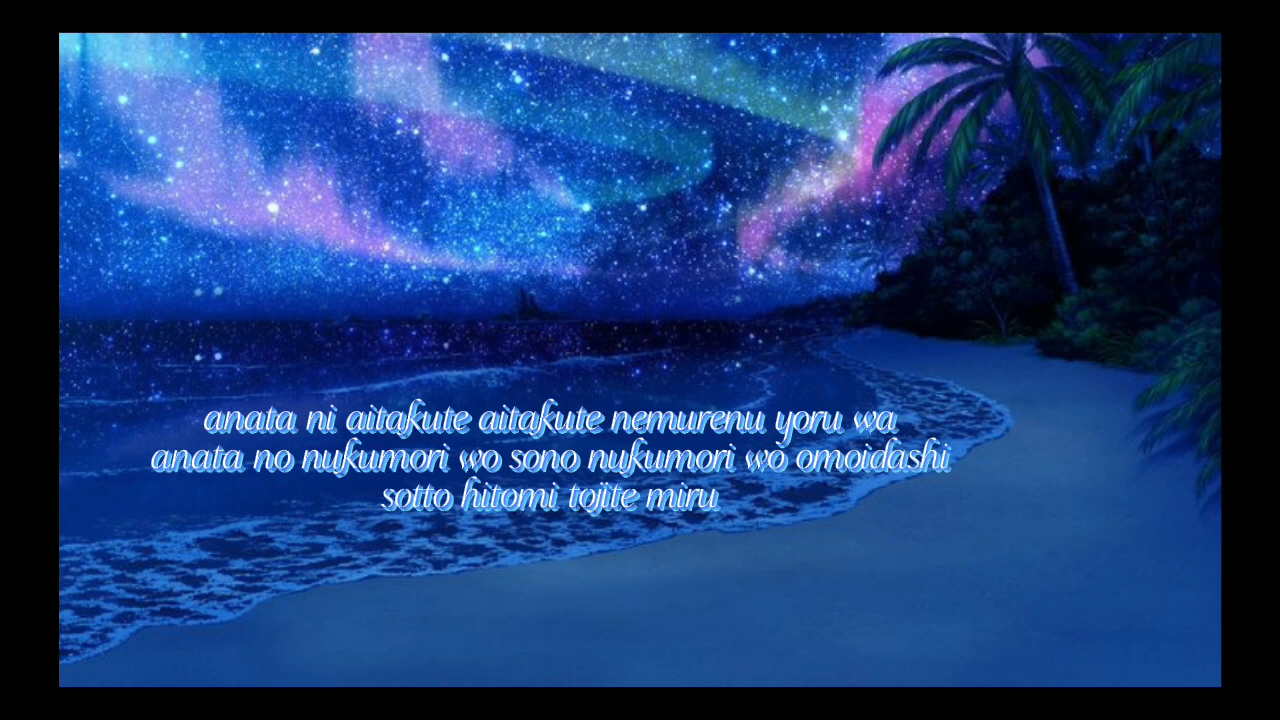 anata ni aitakute aitakute nemurenu yoru wa
anata no nukumori wo sono nukumori wo omoidashi
sotto hitomi tojite miru